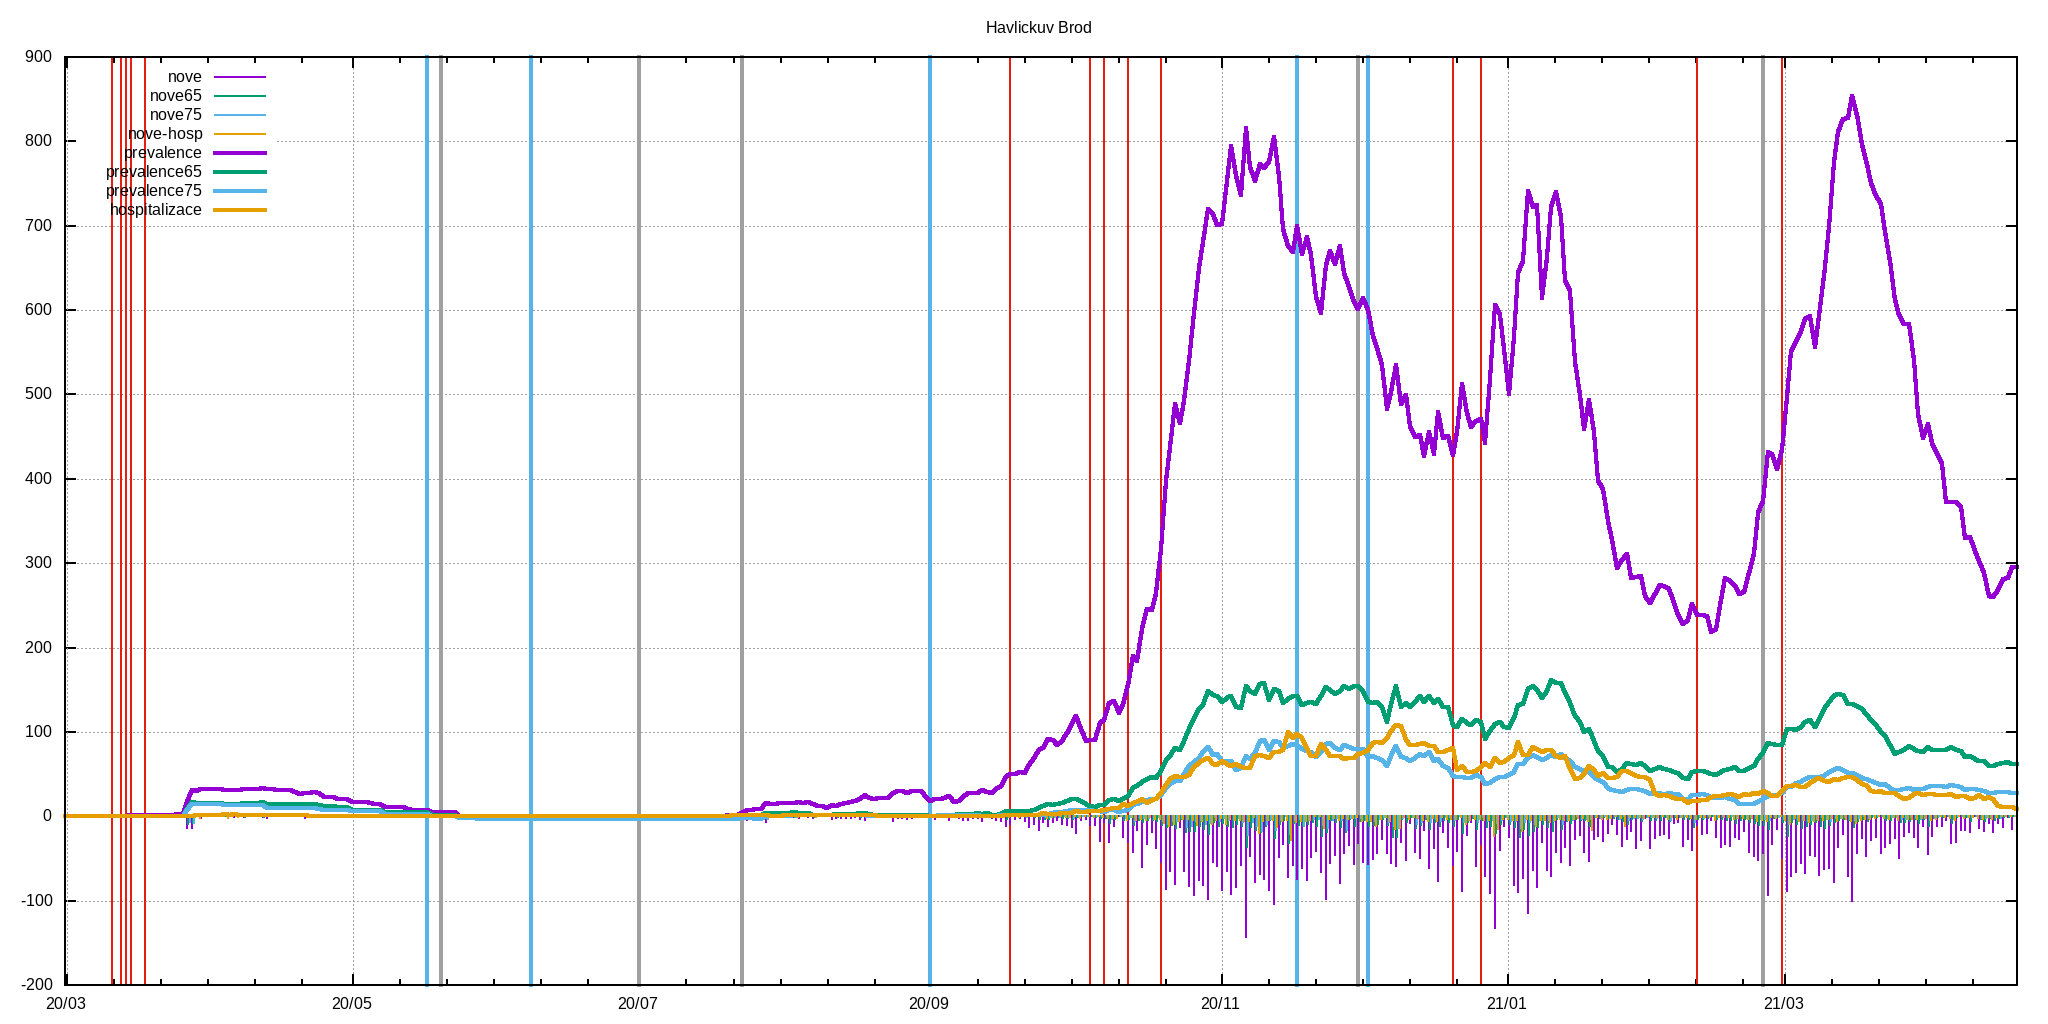 Havlickuv Brod
900
800
700
600
500
400
300
200
100
0
-100
-200
nove
nove65
nove75
nove-hosp
prevalence
prevalence65
prevalence75
hospitalizace
20/03 20/05 20/07 20/09 20/11 21/01 21/03